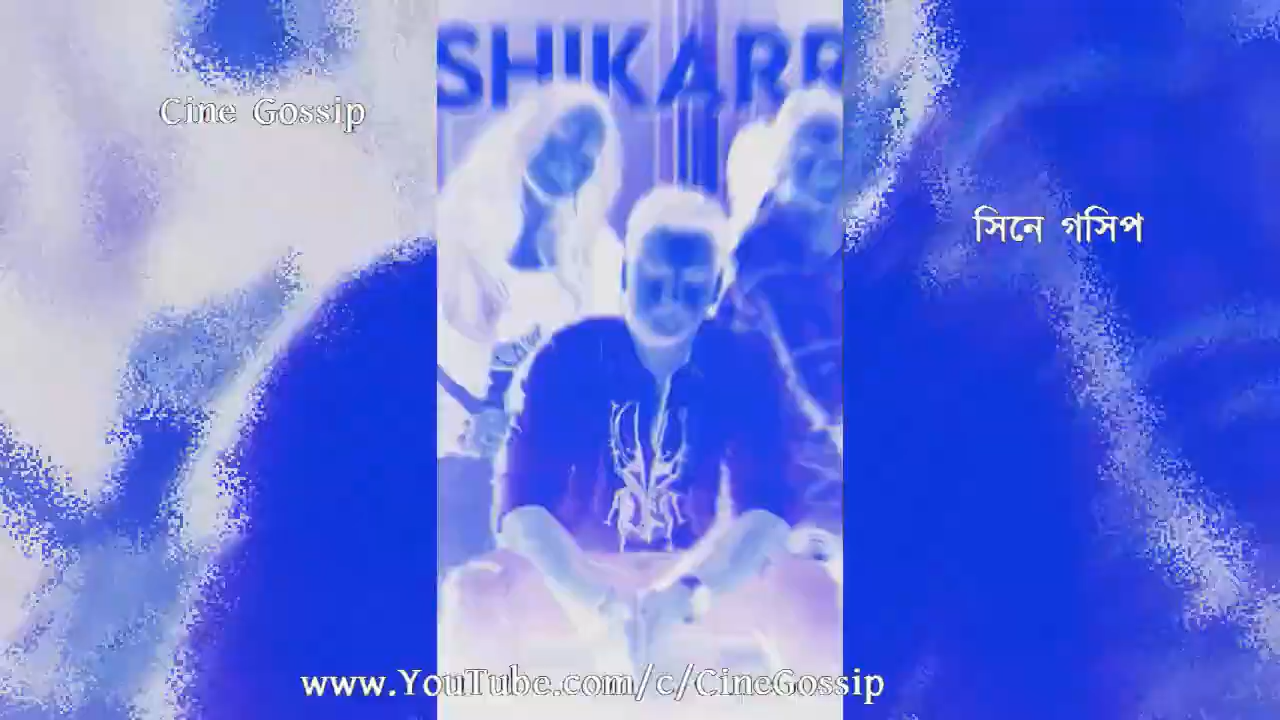 SHIKARR
Cine Gossip
সিনে গসিপ
www.YouTube.com/c/CineGossip